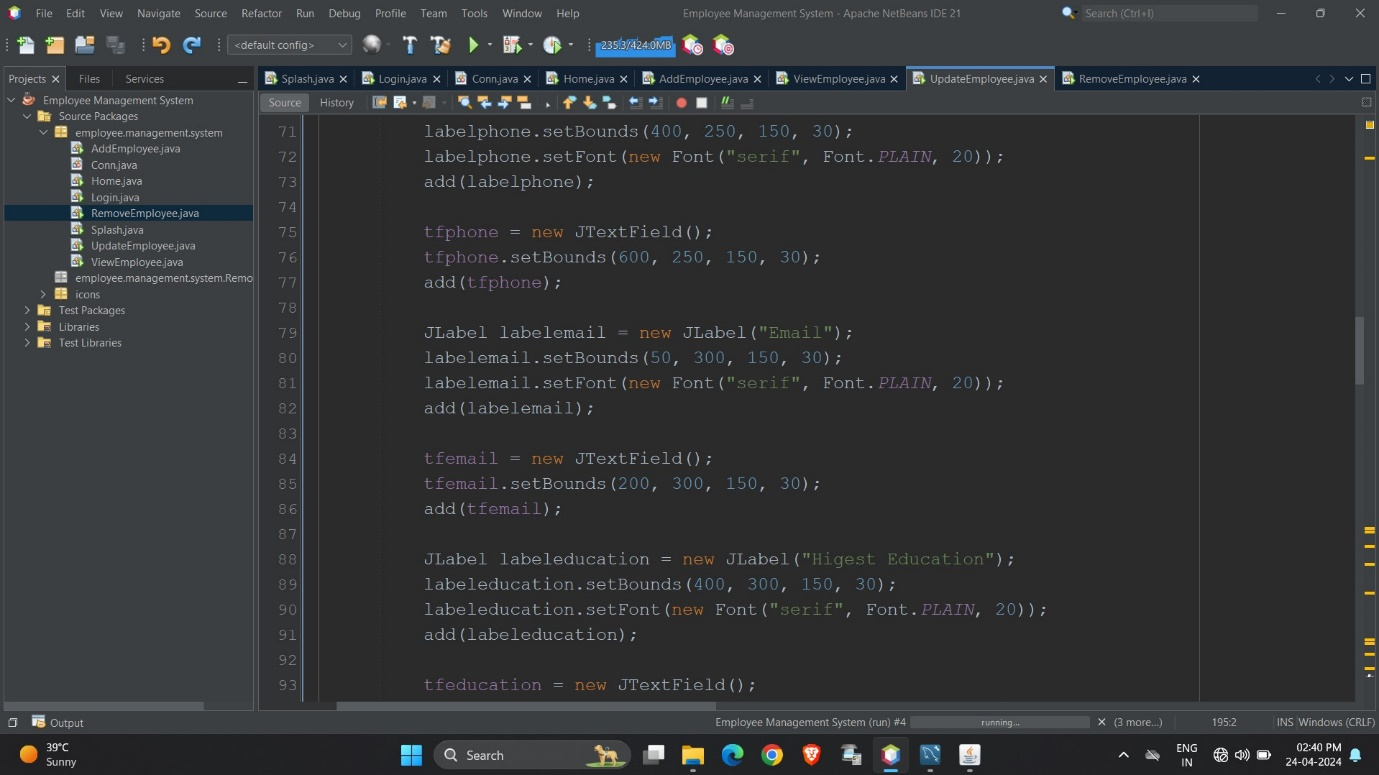 File Edit View Navigate Source Refactor Run Debug Profile Team Tools Window Help Employee Management System - Apache NetBeans IDE 21 Search (Ctrl+I)
<default config> 235.3/424.0MB
Projects Files Services
Splash.java Login.java Conn.java Home.java AddEmployee.java ViewEmployee.java UpdateEmployee.java RemoveEmployee.java
Source History
Employee Management System
Source Packages
employee.management.system
AddEmployee.java
Conn.java
Home.java
Login.java
RemoveEmployee.java
Splash.java
UpdateEmployee.java
ViewEmployee.java
employee.management.system.Remo
icons
Test Packages
Libraries
Test Libraries
71 labelphone.setBounds(400, 250, 150, 30);
72 labelphone.setFont(new Font("serif", Font.PLAIN, 20));
73 add(labelphone);
74
75 tfphone = new JTextField();
76 tfphone.setBounds(600, 250, 150, 30);
77 add(tfphone);
78
79 JLabel labelemail = new JLabel("Email");
80 labelemail.setBounds(50, 300, 150, 30);
81 labelemail.setFont(new Font("serif", Font.PLAIN, 20));
82 add(labelemail);
83
84 tfemail = new JTextField();
85 tfemail.setBounds(200, 300, 150, 30);
86 add(tfemail);
87
88 JLabel labeleducation = new JLabel("Higest Education");
89 labeleducation.setBounds(400, 300, 150, 30);
90 labeleducation.setFont(new Font("serif", Font.PLAIN, 20));
91 add(labeleducation);
92
93 tfeducation = new JTextField();
Output Employee Management System (run) #4 running... (3 more...) 195:2 INS Windows (CRLF)
39°C
Sunny
Search
ENG
IN
02:40 PM
24-04-2024